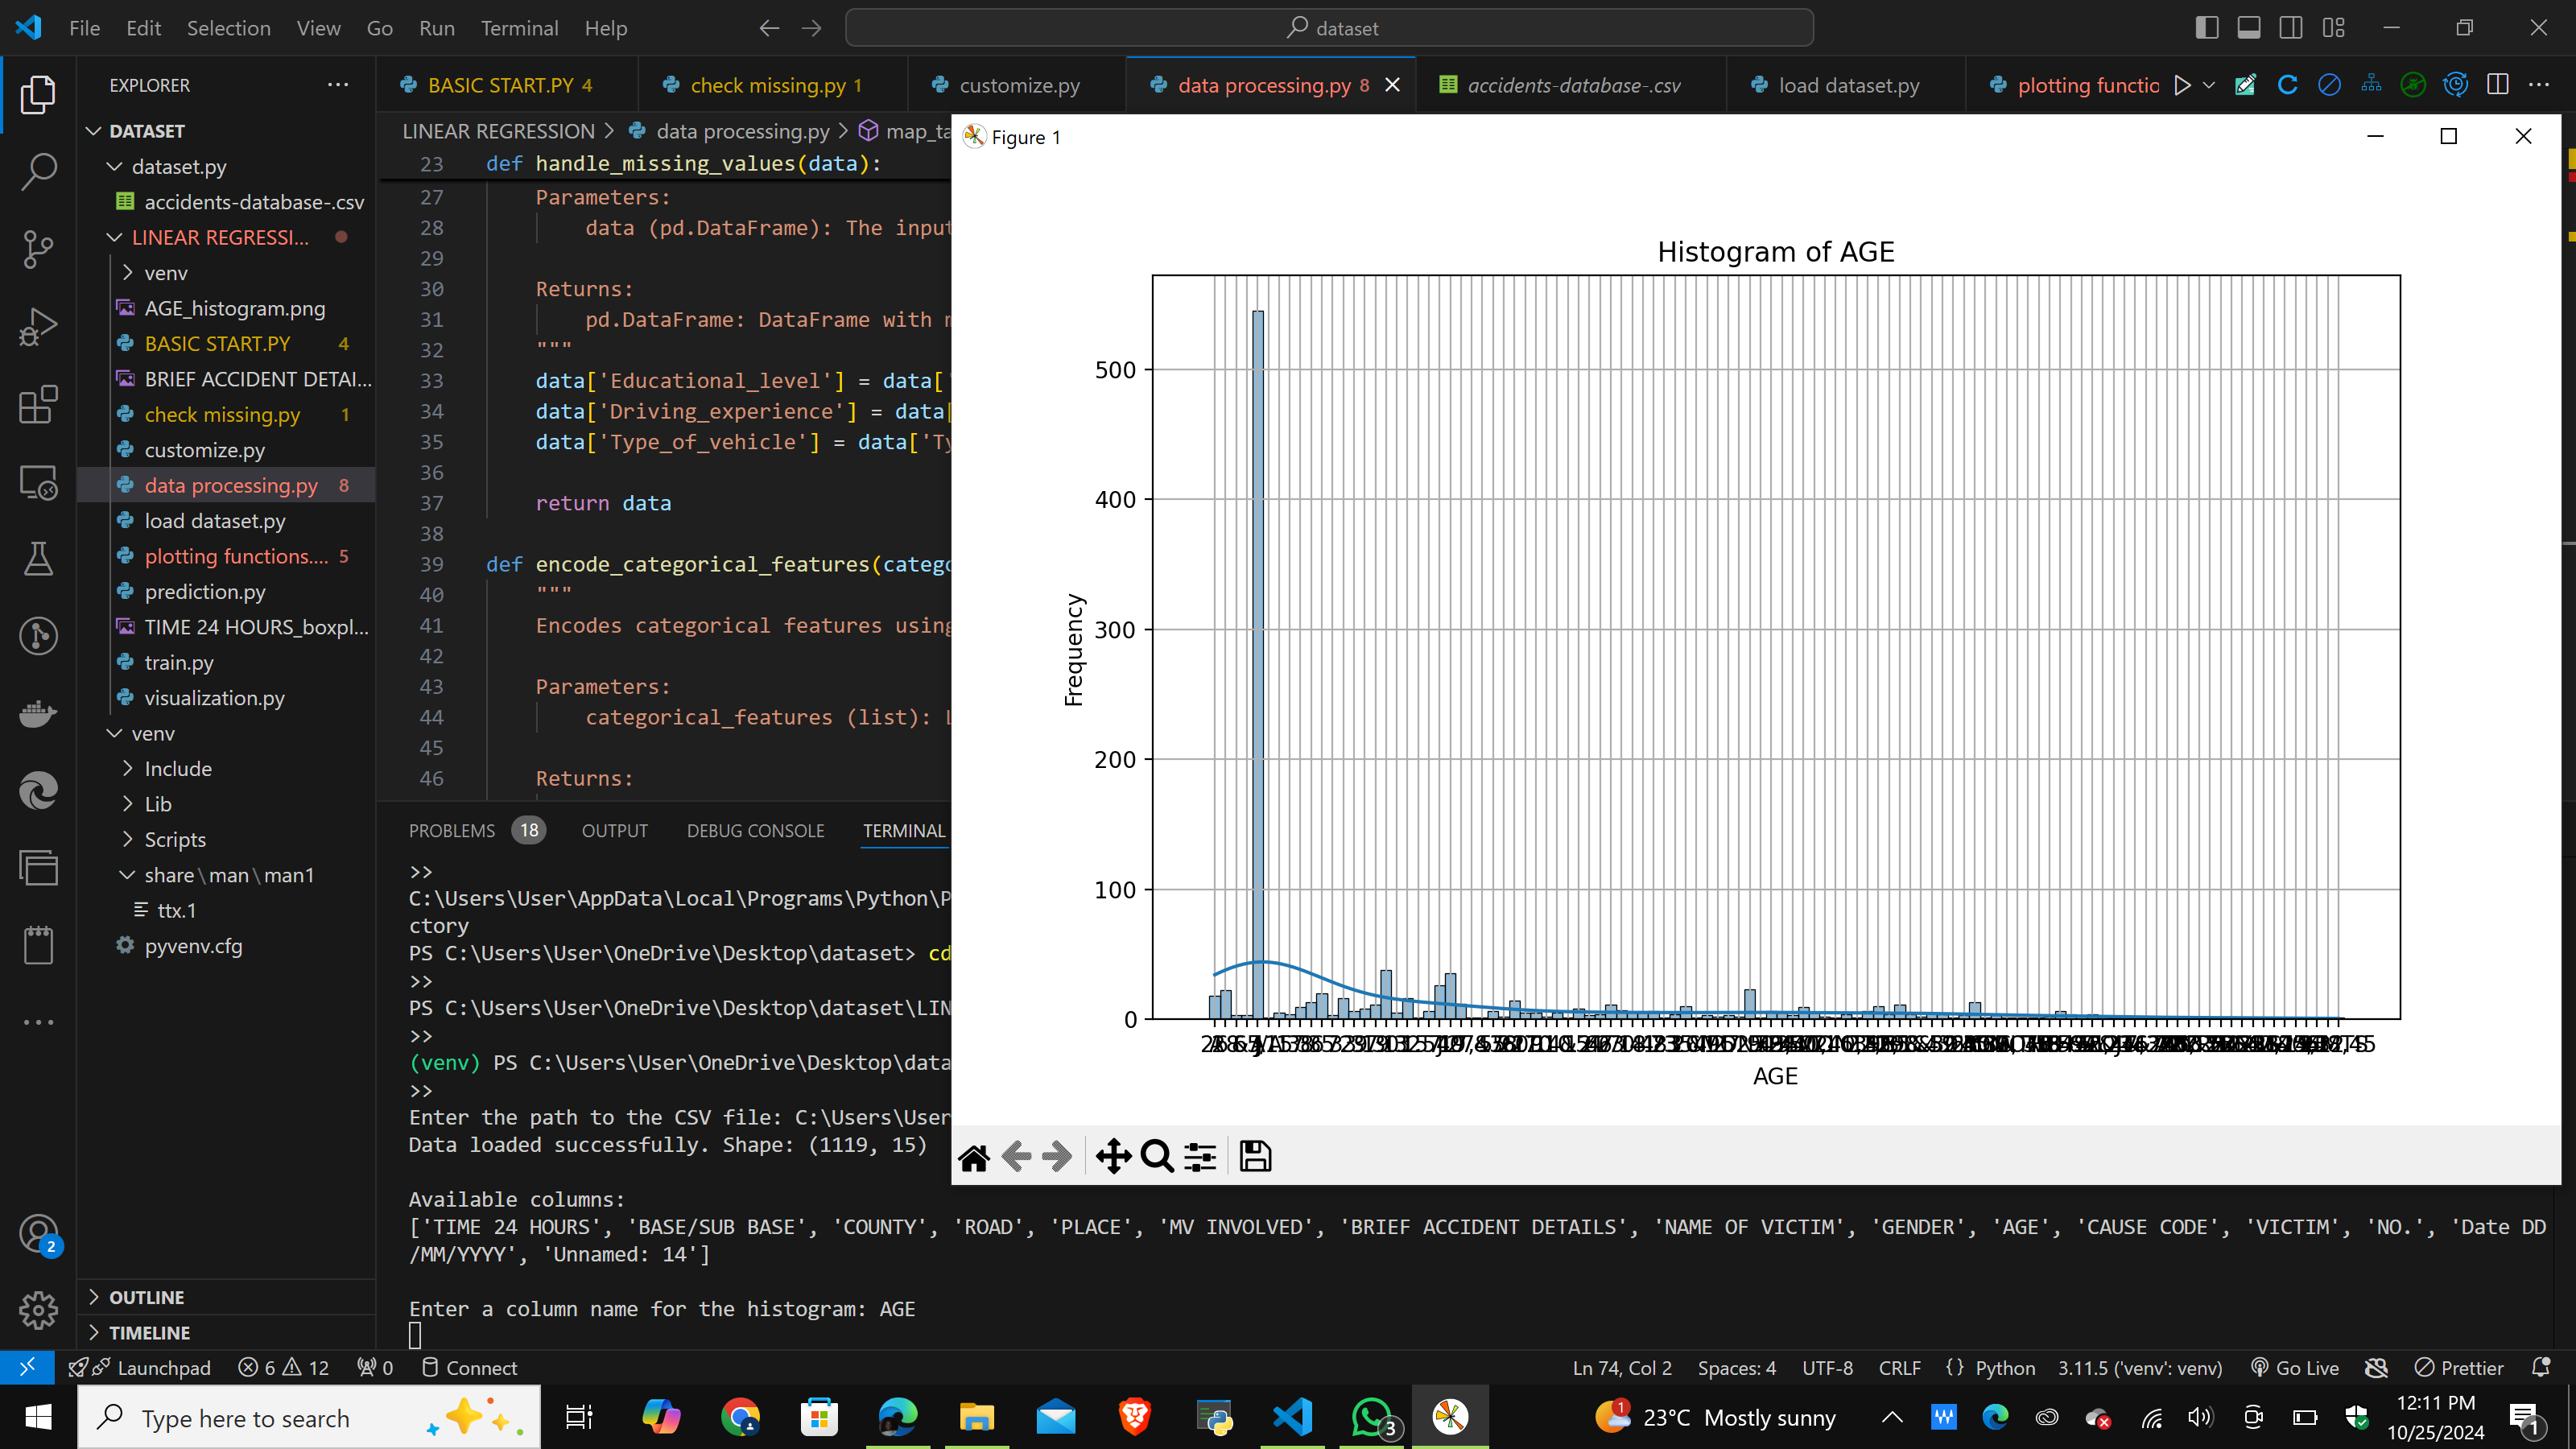 File Edit Selection View Go Run Terminal Help
dataset
EXPLORER
DATASET
dataset.py
accidents-database-.csv
LINEAR REGRESSI...
venv
AGE_histogram.png
BASIC START.PY 4
BRIEF ACCIDENT DETAI...
check missing.py 1
customize.py
data processing.py 8
load dataset.py
plotting functions.... 5
prediction.py
TIME 24 HOURS_boxpl...
train.py
visualization.py
venv
Include
Lib
Scripts
share\man\man1
ttx.1
pyvenv.cfg
OUTLINE
TIMELINE
BASIC START.PY 4
check missing.py 1
customize.py
data processing.py 8
accidents-database-.csv
load dataset.py
plotting functio
LINEAR REGRESSION > data processing.py > map_ta
23 def handle_missing_values(data):
27 Parameters:
28 data (pd.DataFrame): The input
29
30 Returns:
31 pd.DataFrame: DataFrame with m
32 """
33 data['Educational_level'] = data['
34 data['Driving_experience'] = data[
35 data['Type_of_vehicle'] = data['Ty
36
37 return data
38
39 def encode_categorical_features(catego
40 """
41 Encodes categorical features using
42
43 Parameters:
44 categorical_features (list): L
45
46 Returns:
Figure 1
Histogram of AGE
Frequency
500
400
300
200
100
0
AGE
PROBLEMS 18 OUTPUT DEBUG CONSOLE TERMINAL
>>
C:\Users\User\AppData\Local\Programs\Python\P
ctory
PS C:\Users\User\OneDrive\Desktop\dataset> cd
>>
PS C:\Users\User\OneDrive\Desktop\dataset\LIN
>>
(venv) PS C:\Users\User\OneDrive\Desktop\data
>>
Enter the path to the CSV file: C:\Users\User
Data loaded successfully. Shape: (1119, 15)
Available columns:
['TIME 24 HOURS', 'BASE/SUB BASE', 'COUNTY', 'ROAD', 'PLACE', 'MV INVOLVED', 'BRIEF ACCIDENT DETAILS', 'NAME OF VICTIM', 'GENDER', 'AGE', 'CAUSE CODE', 'VICTIM', 'NO.', 'Date DD
/MM/YYYY', 'Unnamed: 14']
Enter a column name for the histogram: AGE
2
Launchpad 6 12 0 Connect
Ln 74, Col 2 Spaces: 4 UTF-8 CRLF {} Python 3.11.5 ('venv': venv) Go Live Prettier
Type here to search
3
1
23°C Mostly sunny
12:11 PM
10/25/2024
1